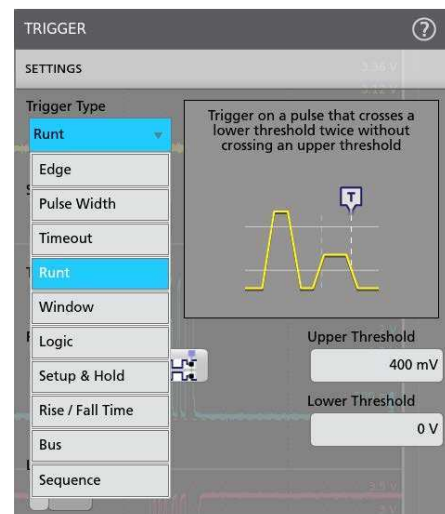 TRIGGER
?
SETTINGS
Trigger Type
Runt
Edge
Pulse Width
Timeout
Runt
Window
Logic
Setup & Hold
Rise / Fall Time
Bus
Sequence
Trigger on a pulse that crosses a
lower threshold twice without
crossing an upper threshold
T
Upper Threshold
400 mV
Lower Threshold
0 V